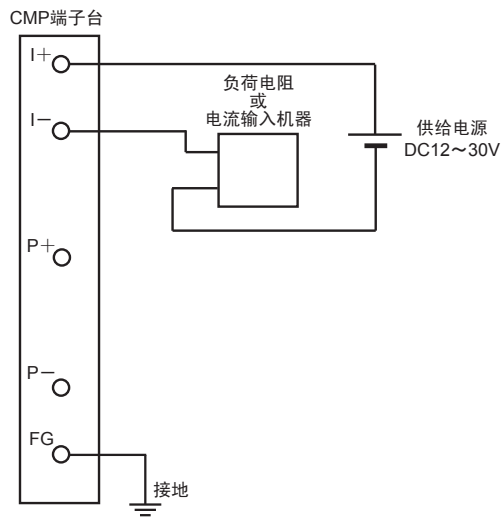 CMP端子台
I＋
I－
负荷电阻
或
电流输入机器
供给电源
DC12～30V
P＋
P－
FG
接地